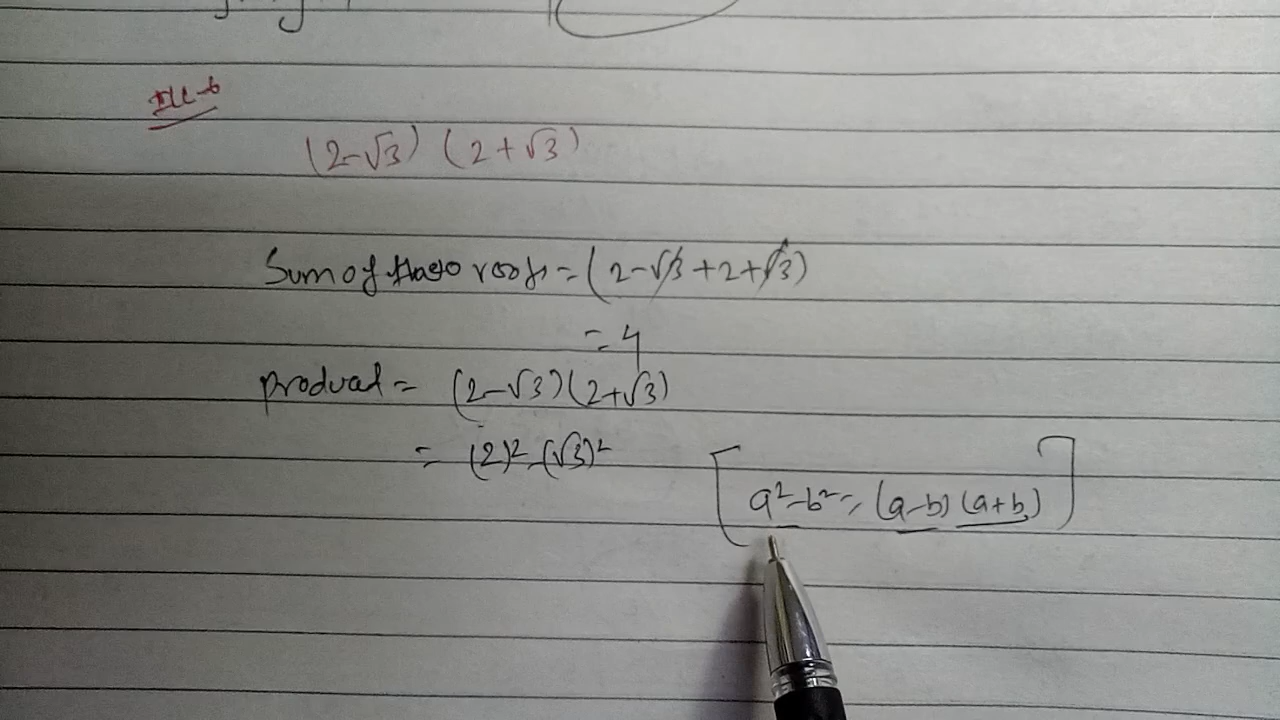 Ill-6
(2-√3) (2+√3)
Sum of roots = (2-√3+2+√3)
= 4
product = (2-√3)(2+√3)
= (2)²-(√3)²
[a²-b²= (a-b) (a+b)]